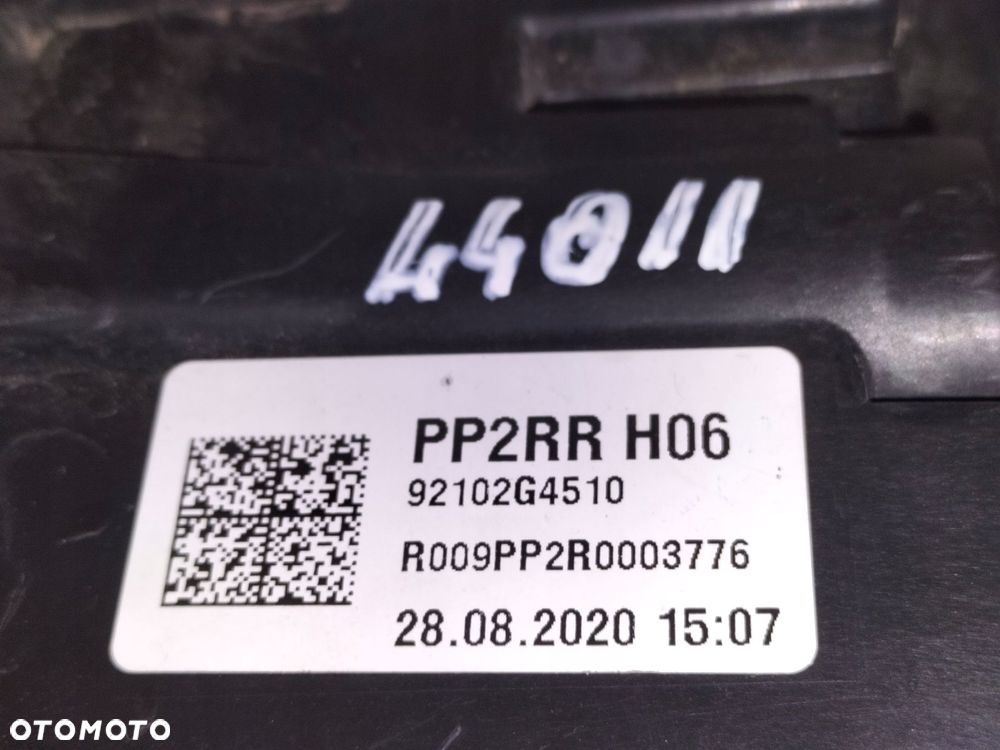 44011
PP2RR H06
92102G4510
R009PP2R0003776
28.08.2020 15:07
OTOMOTO